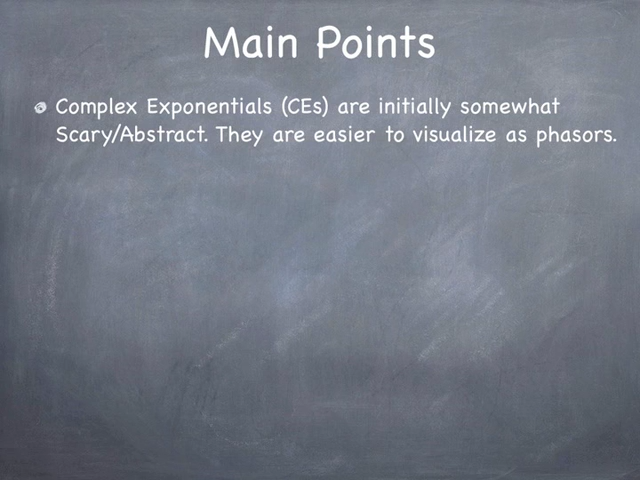 Main Points
Complex Exponentials (CEs) are initially somewhat
Scary/Abstract. They are easier to visualize as phasors.